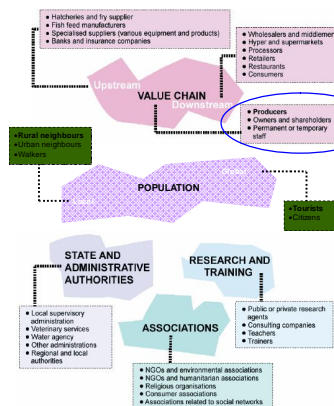 • Hatcheries and fry supplier
• Fish feed manufacturers
• Specialised suppliers (various equipment and products)
• Banks and insurance companies
• Wholesalers and middlemen
• Hyper and supermarkets
• Processors
• Retailers
• Restaurants
• Consumers
Upstream
VALUE CHAIN
Downstream
• Producers
• Owners and shareholders
• Permanent or temporary
staff
• Rural neighbours
• Urban neighbours
• Walkers
Global
POPULATION
Local
• Tourists
• Citizens
STATE AND
ADMINISTRATIVE
AUTHORITIES
RESEARCH AND
TRAINING
• Local supervisory
administration
• Veterinary services
• Water agency
• Other administrations
• Regional and local
authorities
• Public or private research
agents
• Consulting companies
• Teachers
• Trainers
ASSOCIATIONS
• NGOs and environmental associations
• NGOs and humanitarian associations
• Religious organisations
• Consumer associations
• Associations related to social networks